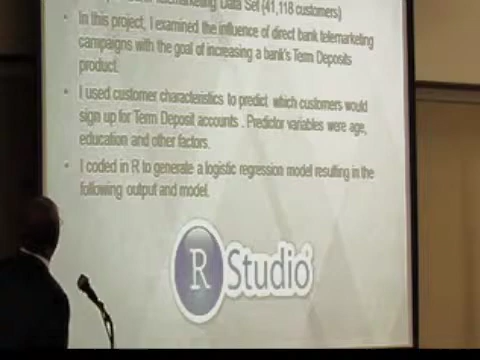 Telemarketing Data Set (41,118 customers)
• In this project, I examined the influence of direct bank telemarketing
campaigns with the goal of increasing a bank's Term Deposits
product.
• I used customer characteristics to predict which customers would
sign up for Term Deposit accounts . Predictor variables were age,
education and other factors.
• I coded in R to generate a logistic regression model resulting in the
following output and model.
R Studio